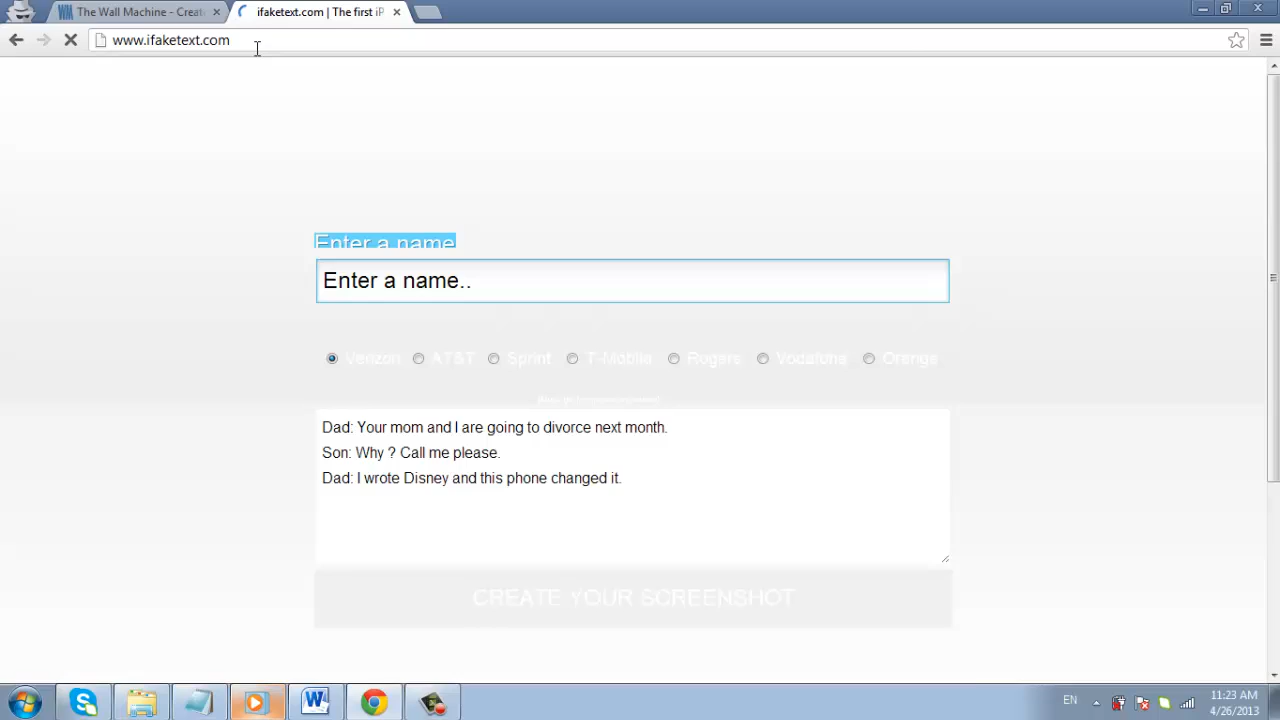 The Wall Machine - Create
ifaketext.com | The first iP
www.ifaketext.com
Enter a name
Enter a name..
Verizon AT&T Sprint T-Mobile Rogers Vodafone Orange
Dad: Your mom and I are going to divorce next month.
Son: Why ? Call me please.
Dad: I wrote Disney and this phone changed it.
CREATE YOUR SCREENSHOT
EN
11:23 AM
4/26/2013